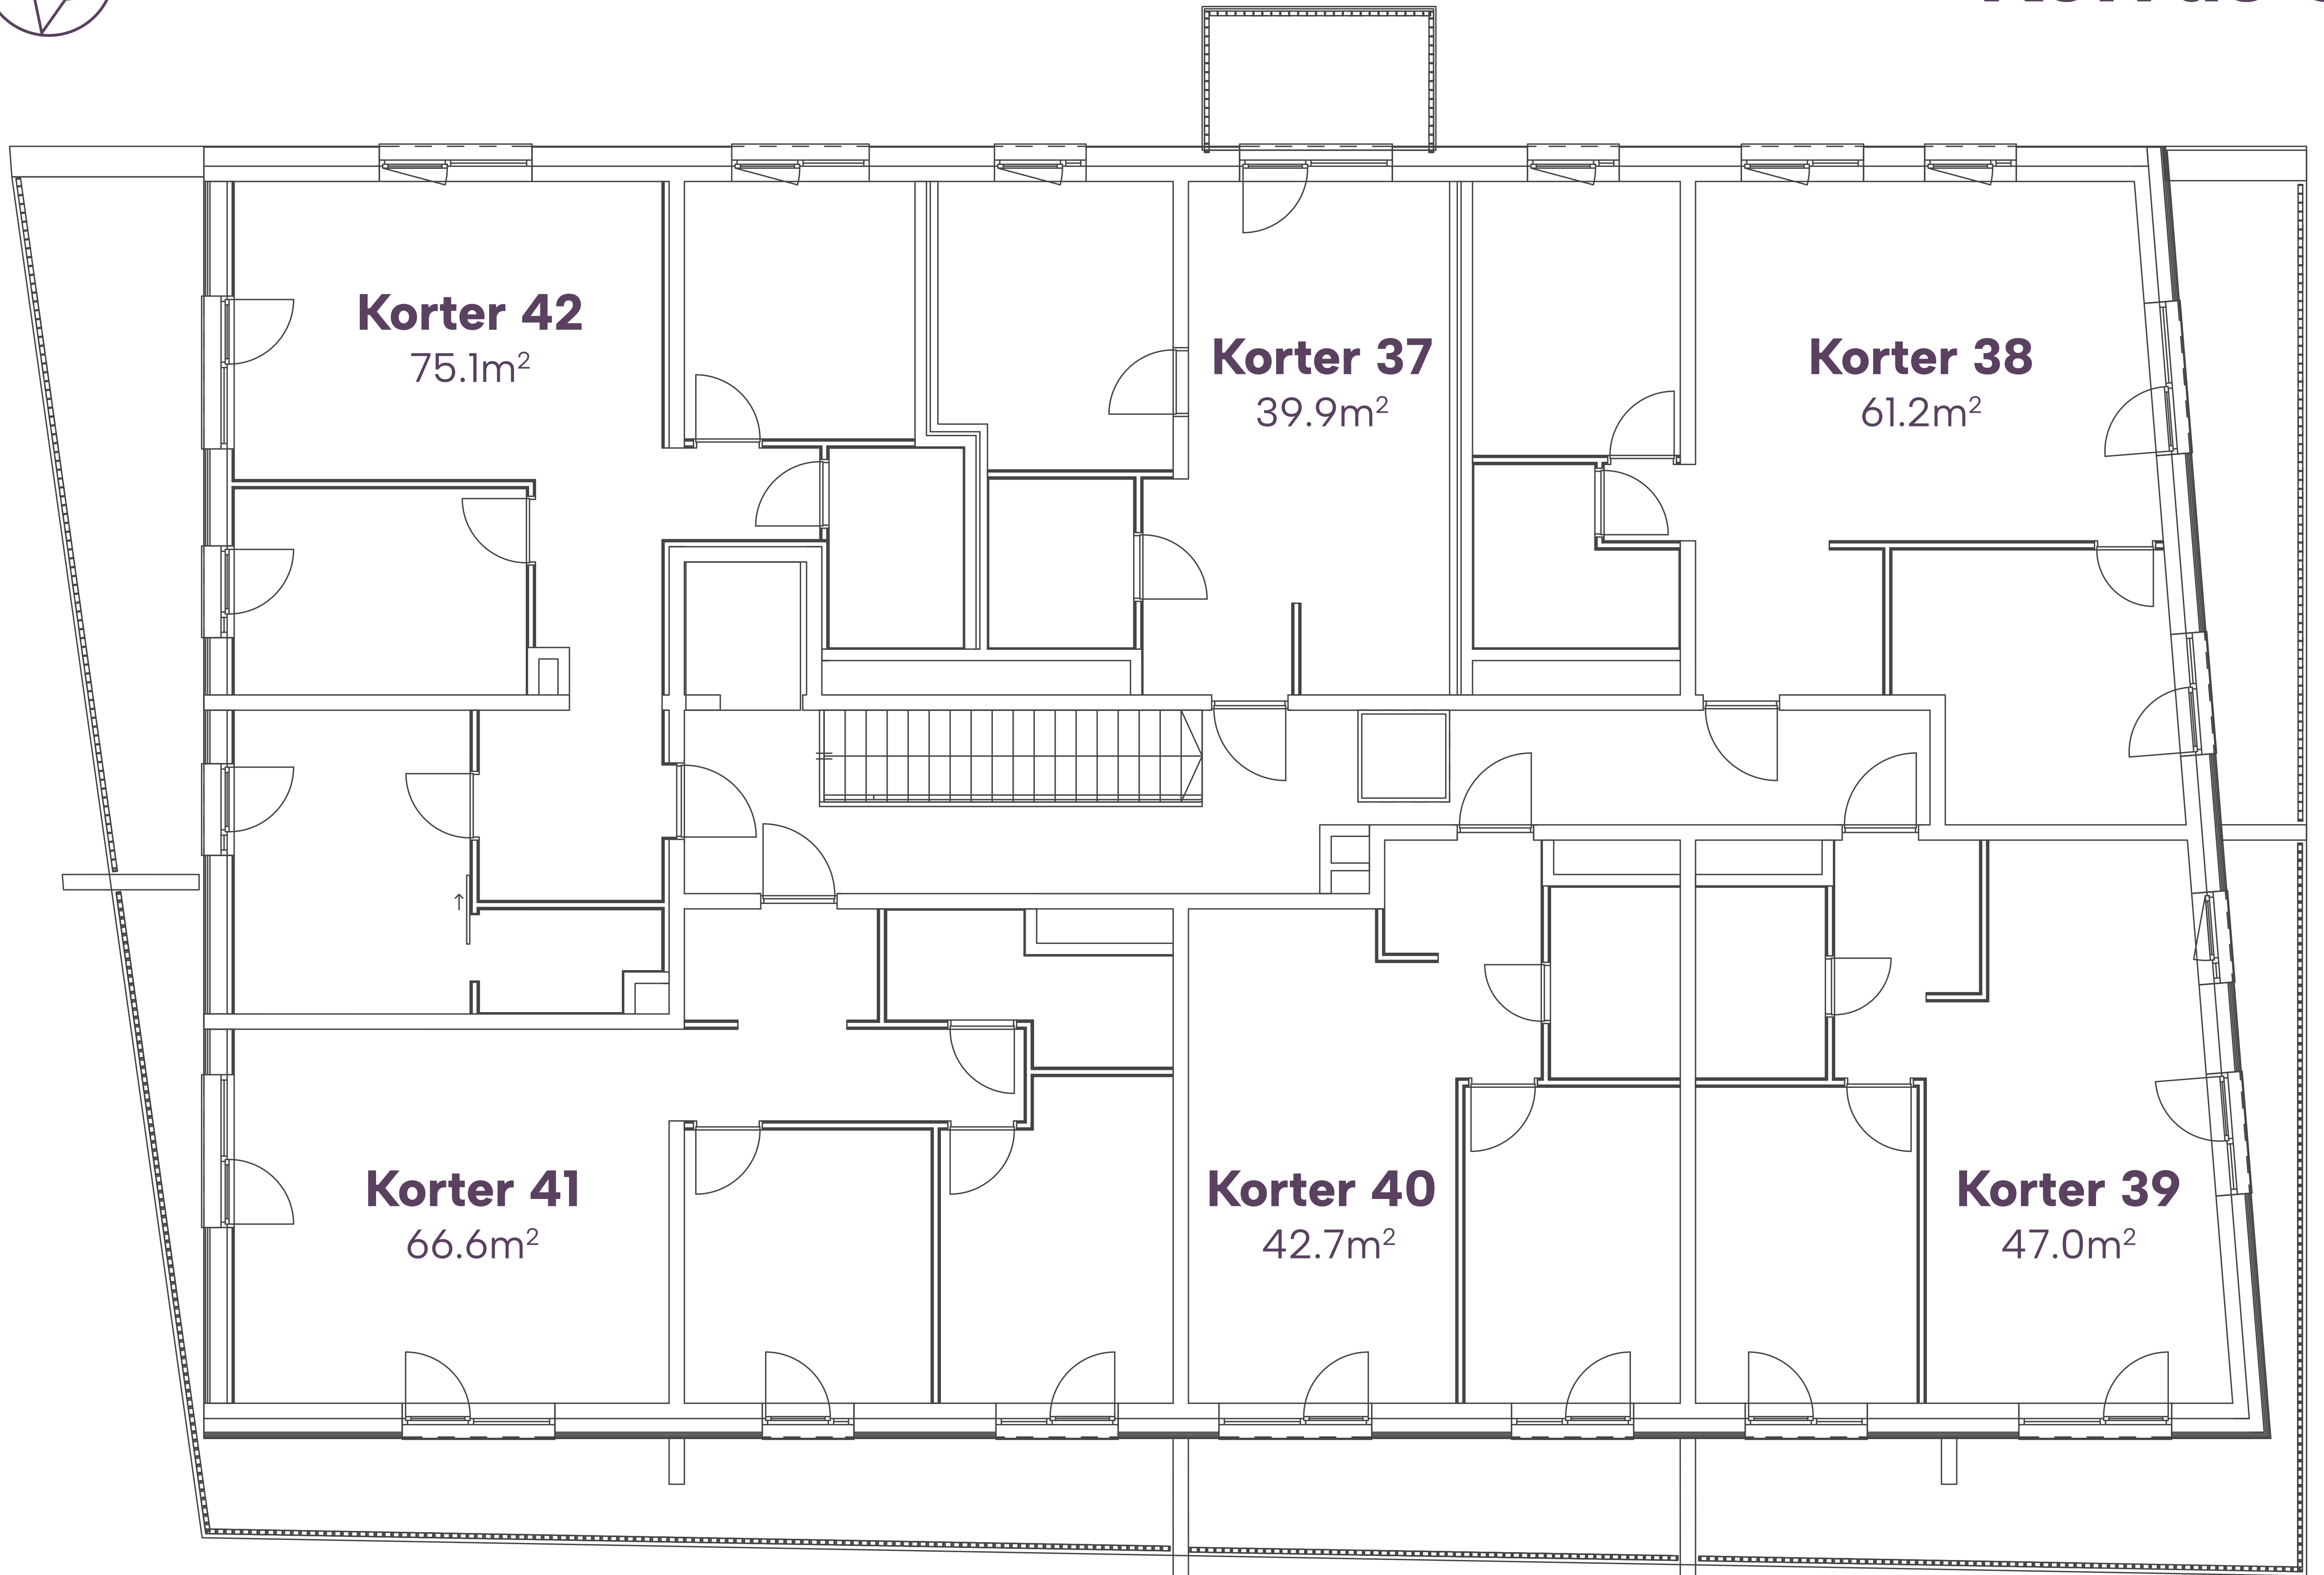 Korter 42
75.1m²
Korter 37
39.9m²
Korter 38
61.2m²
Korter 41
66.6m²
Korter 40
42.7m²
Korter 39
47.0m²